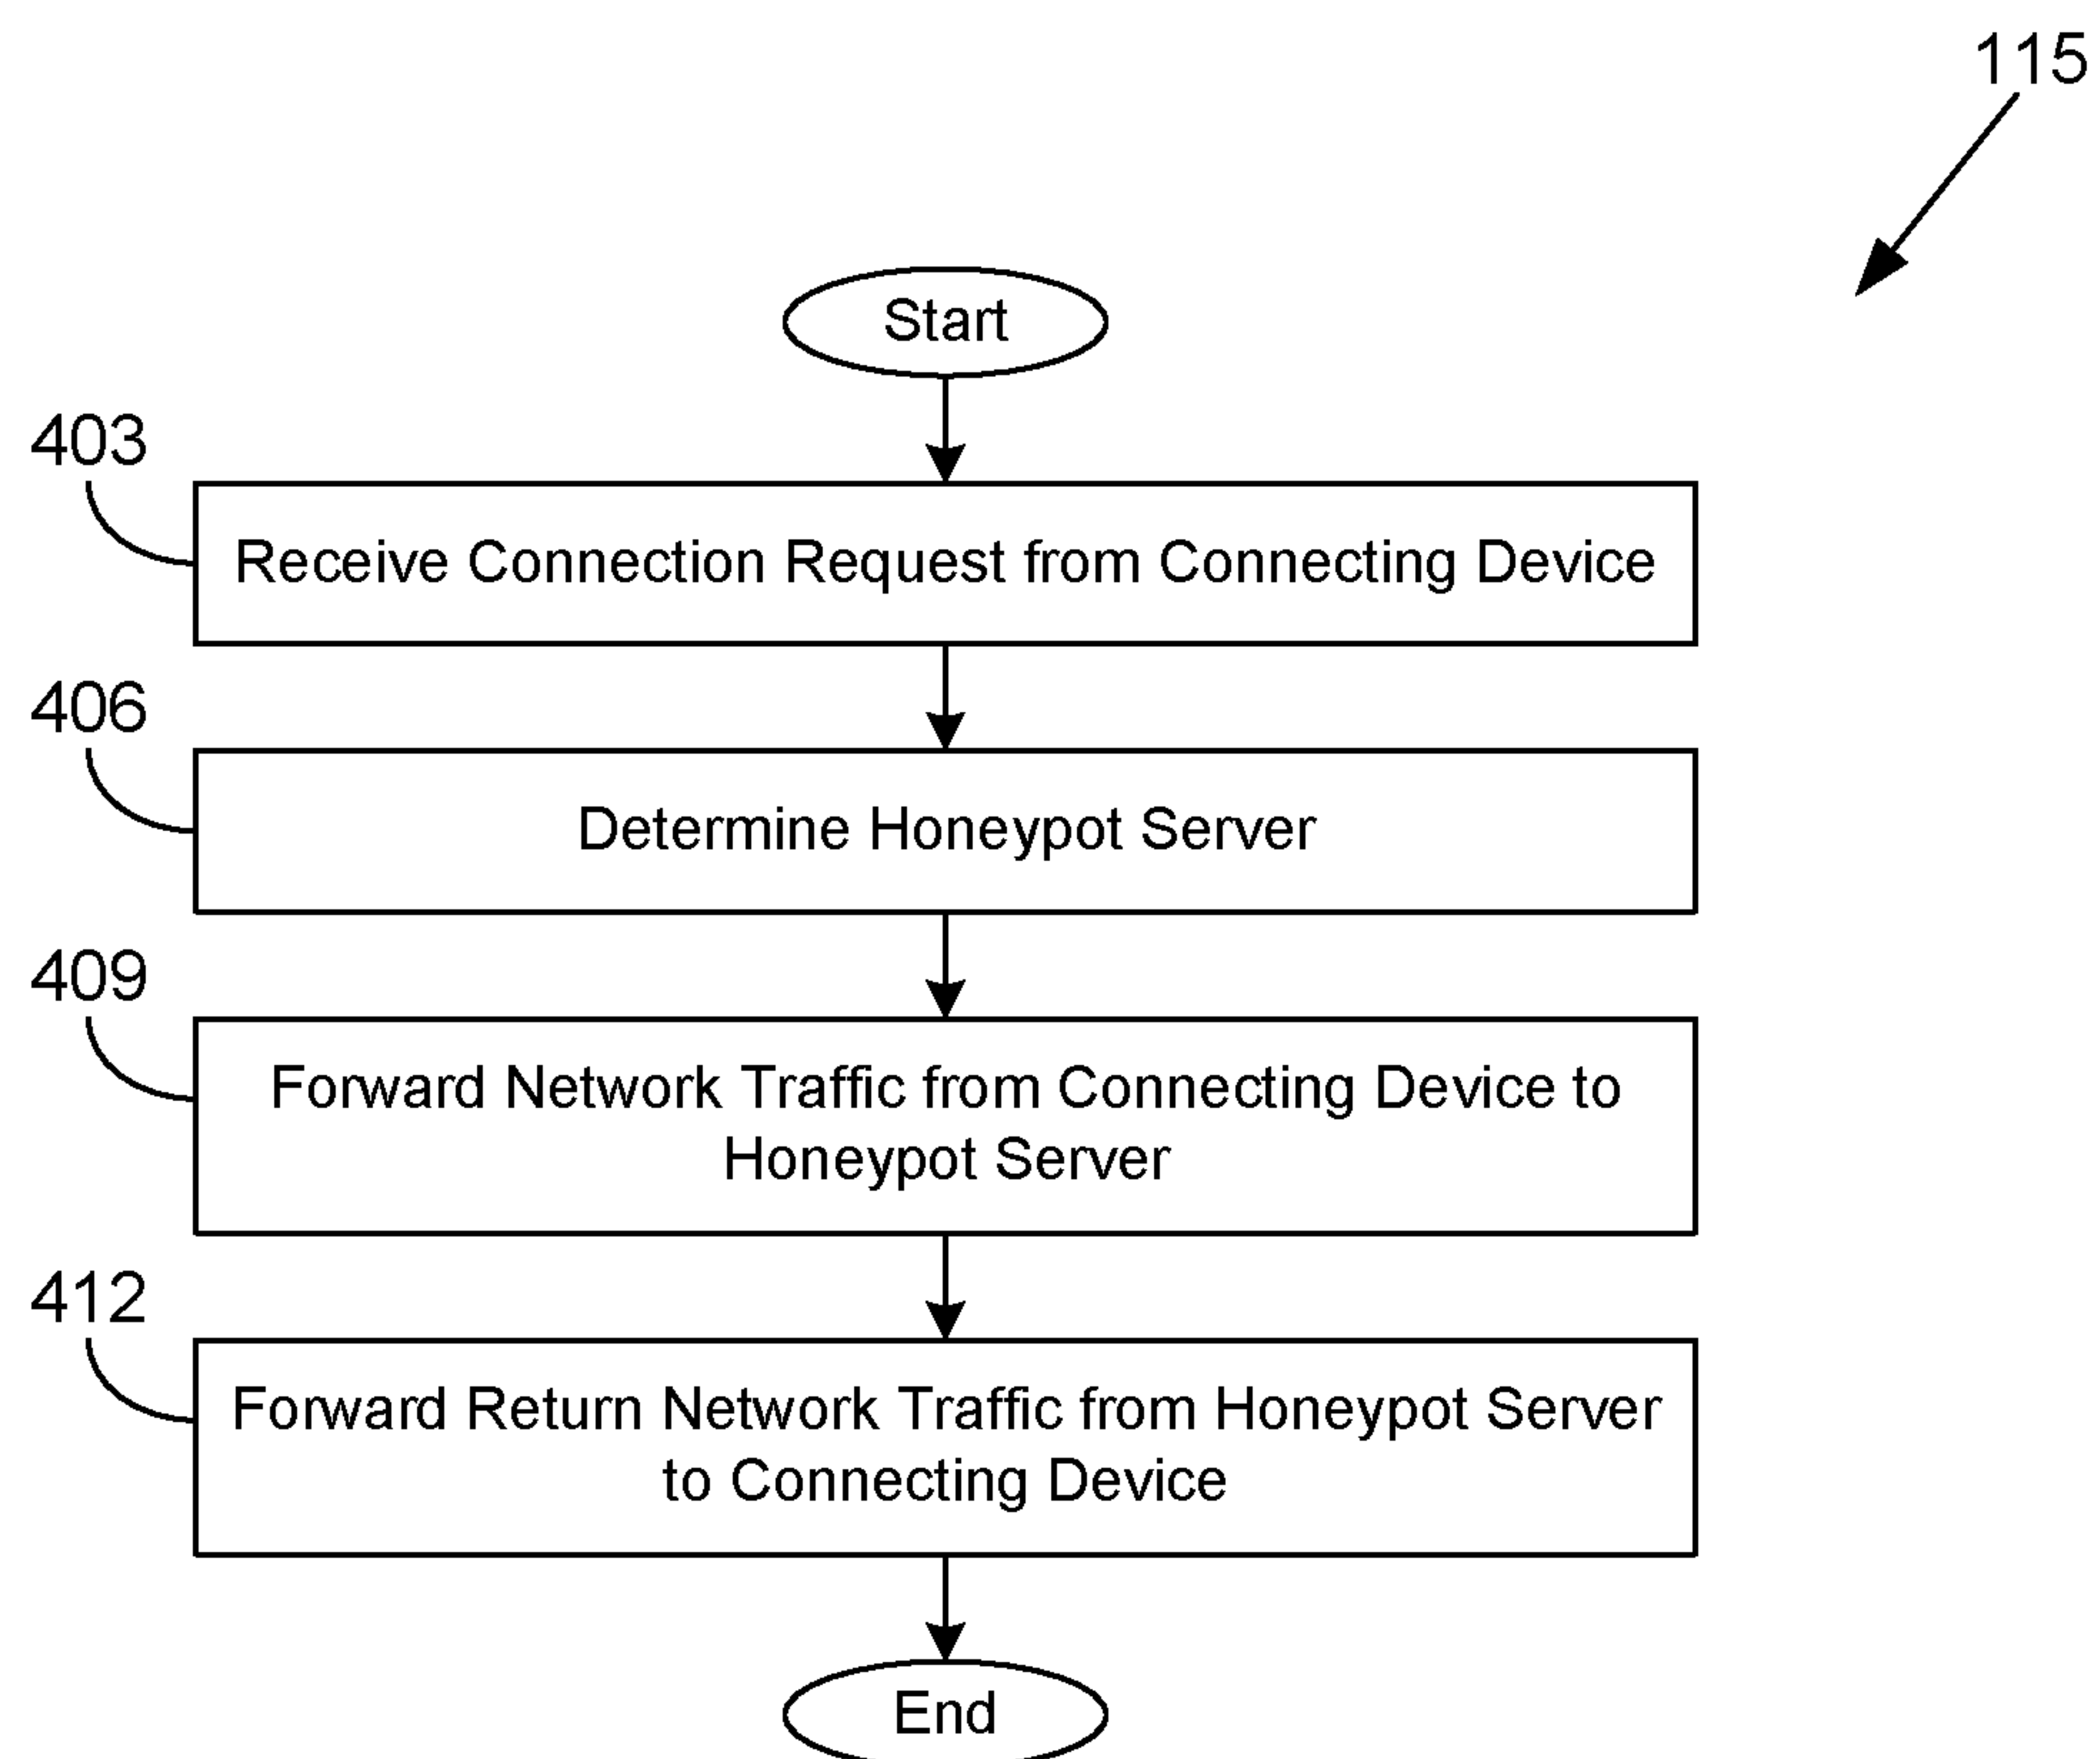 115
Start
403
Receive Connection Request from Connecting Device
406
Determine Honeypot Server
409
Forward Network Traffic from Connecting Device to
Honeypot Server
412
Forward Return Network Traffic from Honeypot Server
to Connecting Device
End